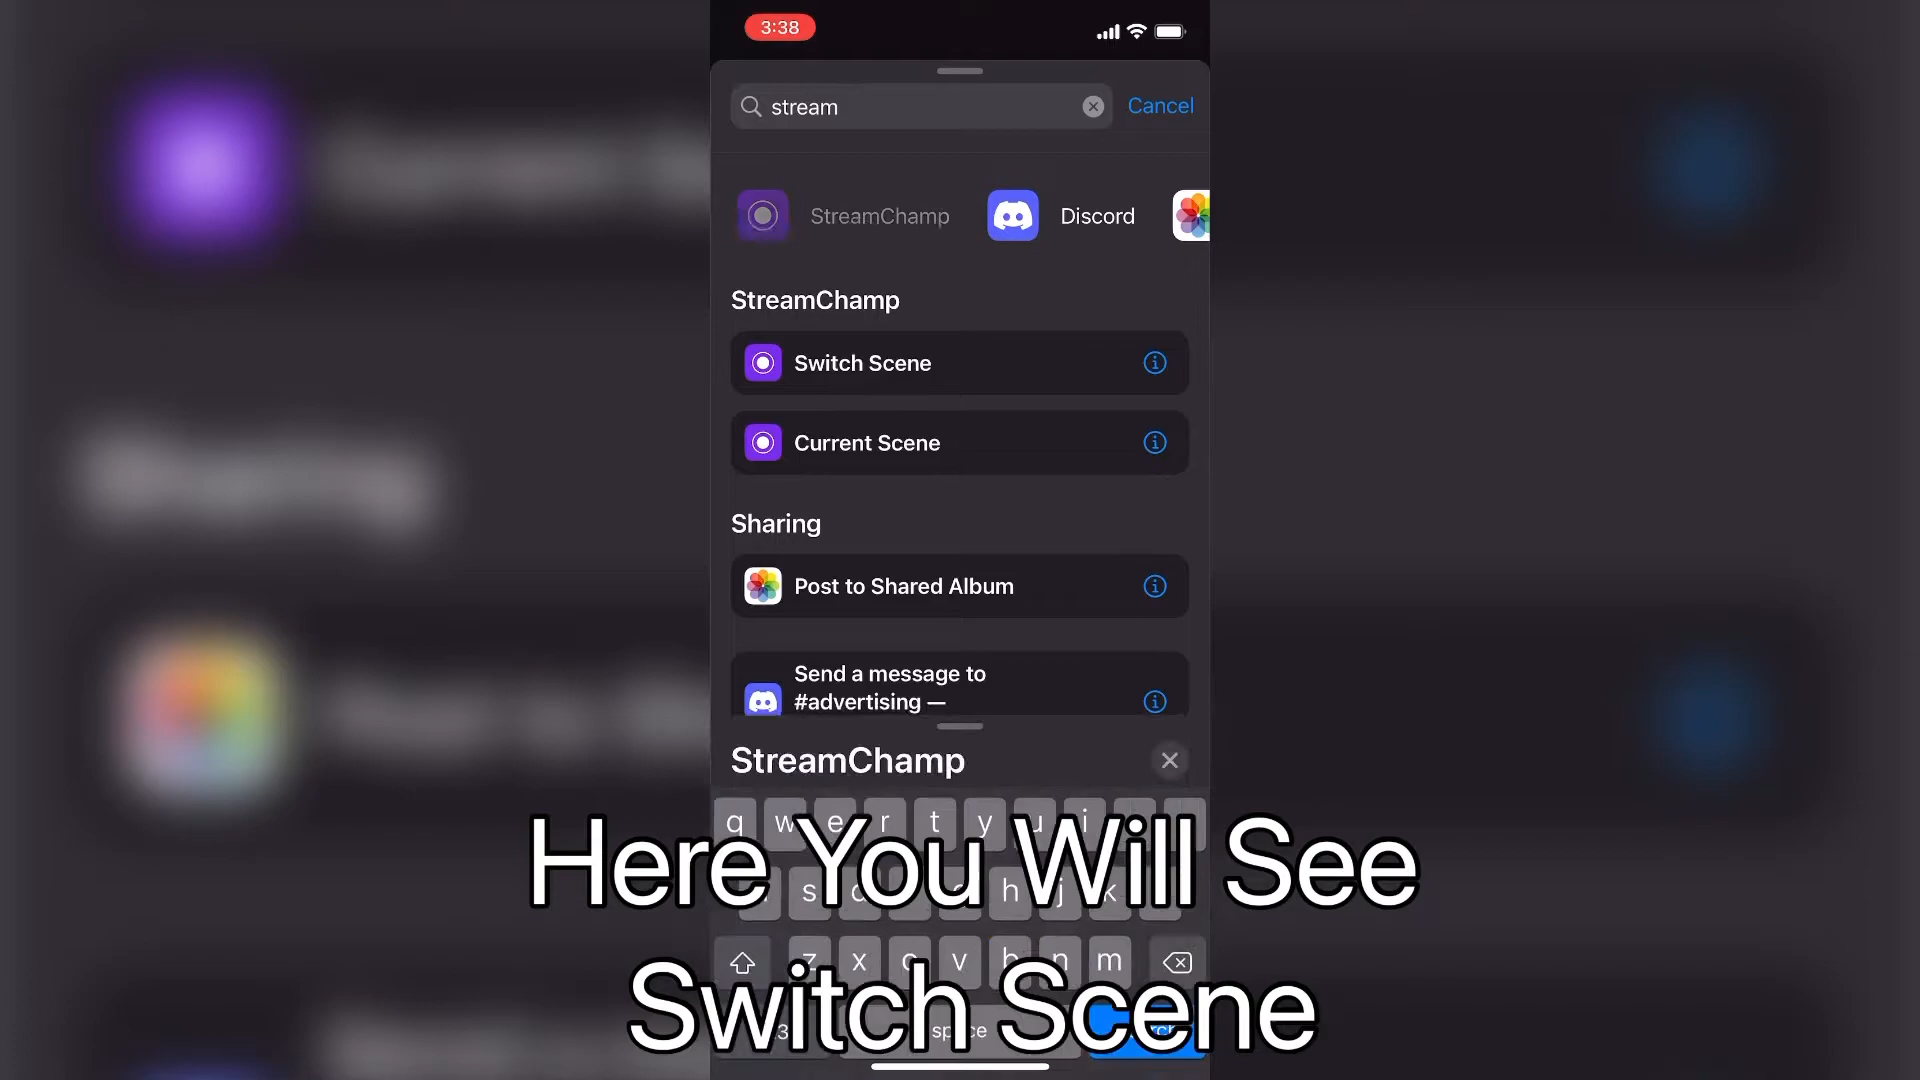 3:38
stream
Cancel
StreamChamp
Discord
StreamChamp
Switch Scene
Current Scene
Sharing
Post to Shared Album
Send a message to
#advertising —
StreamChamp
q w e r t y u i
s d h j k
z x c v b n m
space
Here You Will See
Switch Scene